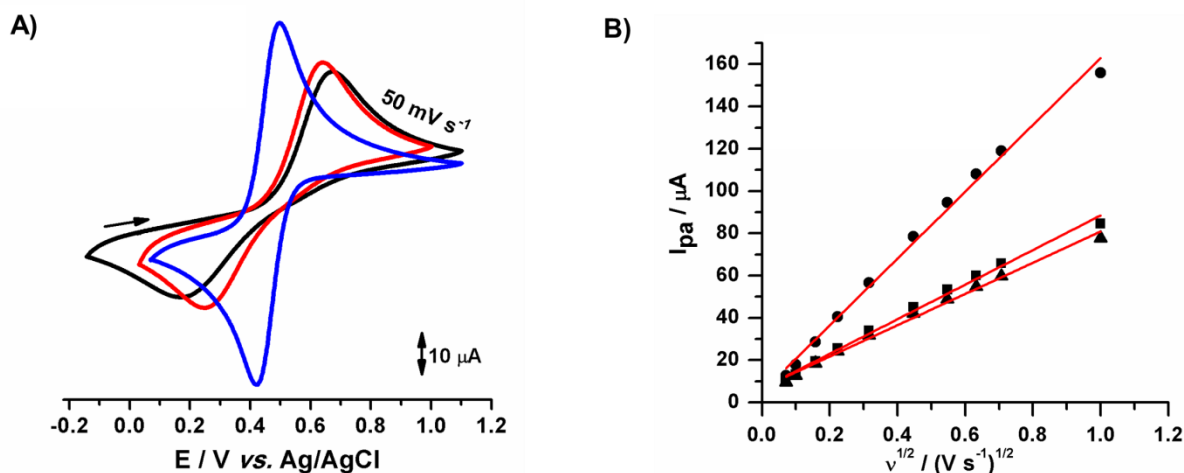 A)
50 mV s⁻¹
10 µA
-0.2 0.0 0.2 0.4 0.6 0.8 1.0 1.2
E / V vs. Ag/AgCl
B)
160
140
120
100
80
60
40
20
0
Ipa / µA
0.0 0.2 0.4 0.6 0.8 1.0 1.2
ν1/2 / (V s-1)1/2